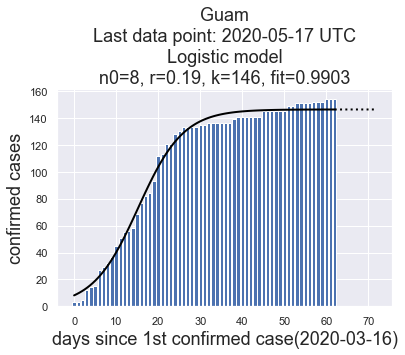 Guam
Last data point: 2020-05-17 UTC
Logistic model
n0=8, r=0.19, k=146, fit=0.9903
160
140
120
100
80
60
40
20
0
confirmed cases
0 10 20 30 40 50 60 70
days since 1st confirmed case(2020-03-16)